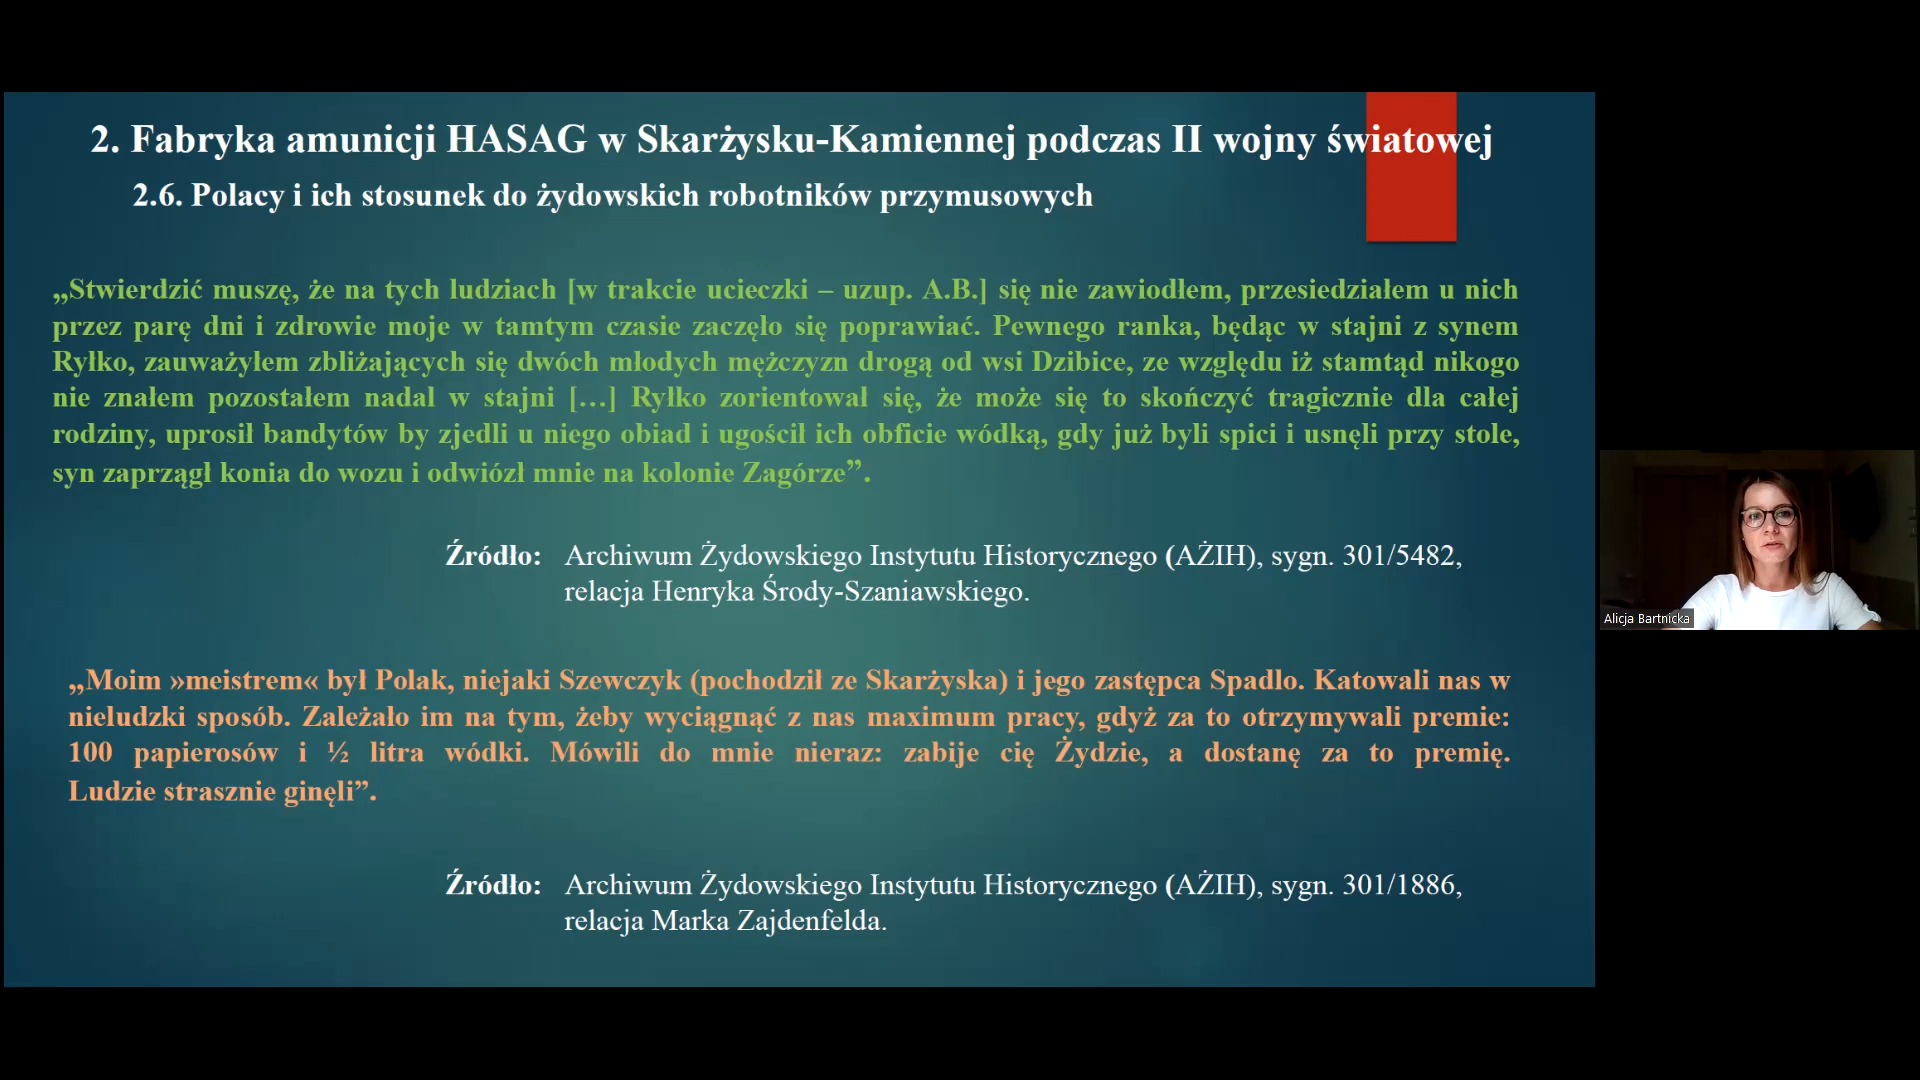 2. Fabryka amunicji HASAG w Skarżysku-Kamiennej podczas II wojny światowej
2.6. Polacy i ich stosunek do żydowskich robotników przymusowych
„Stwierdzić muszę, że na tych ludziach [w trakcie ucieczki – uzup. A.B.] się nie zawiodłem, przesiedziałem u nich
przez parę dni i zdrowie moje w tamtym czasie zaczęło się poprawiać. Pewnego ranka, będąc w stajni z synem
Ryłko, zauważyłem zbliżających się dwóch młodych mężczyzn drogą od wsi Dzibice, ze względu iż stamtąd nikogo
nie znałem pozostałem nadal w stajni […] Ryłko zorientował się, że może się to skończyć tragicznie dla całej
rodziny, uprosił bandytów by zjedli u niego obiad i ugościł ich obficie wódką, gdy już byli spici i usnęli przy stole,
syn zaprzągł konia do wozu i odwiózł mnie na kolonie Zagórze”.
Źródło: Archiwum Żydowskiego Instytutu Historycznego (AŻIH), sygn. 301/5482,
relacja Henryka Środy-Szaniawskiego.
„Moim »meistrem« był Polak, niejaki Szewczyk (pochodził ze Skarżyska) i jego zastępca Spadlo. Katowali nas w
nieludzki sposób. Zależało im na tym, żeby wyciągnąć z nas maximum pracy, gdyż za to otrzymywali premie:
100 papierosów i ½ litra wódki. Mówili do mnie nieraz: zabije cię Żydzie, a dostanę za to premię.
Ludzie strasznie ginęli”.
Źródło: Archiwum Żydowskiego Instytutu Historycznego (AŻIH), sygn. 301/1886,
relacja Marka Zajdenfelda.
Alicja Bartnicka